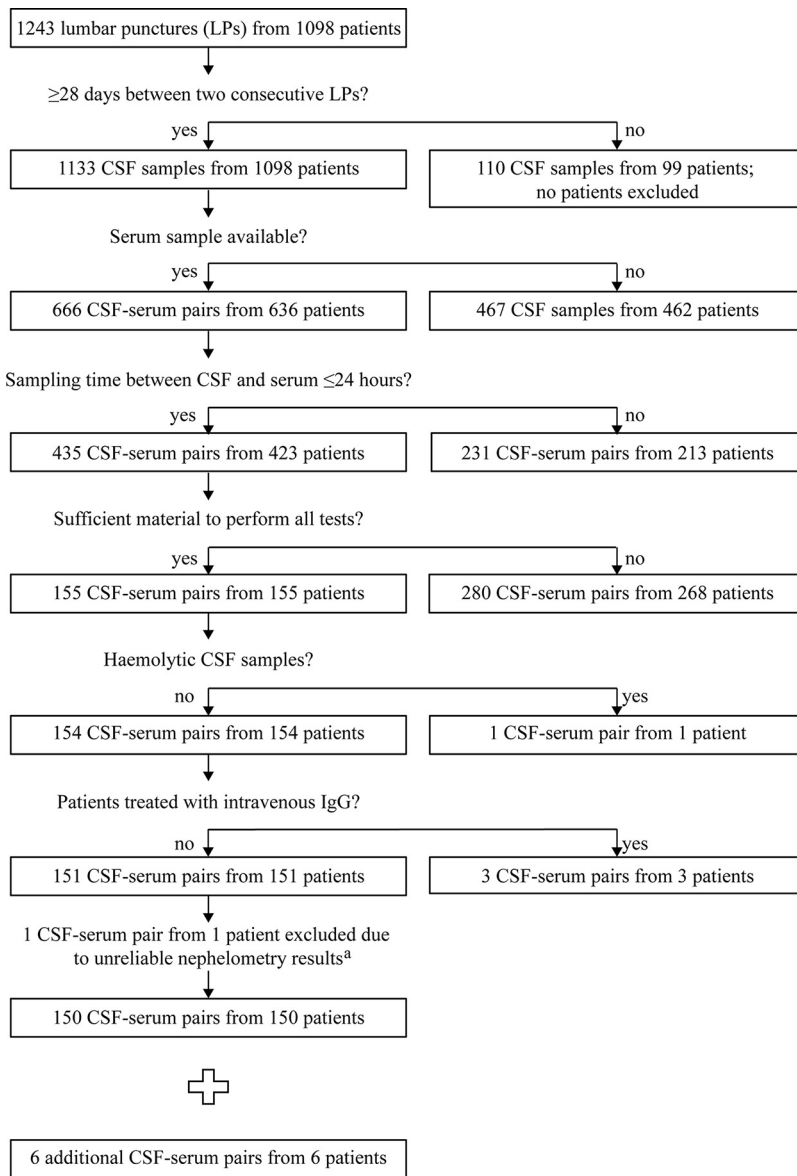 1243 lumbar punctures (LPs) from 1098 patients
≥28 days between two consecutive LPs?
yes
no
1133 CSF samples from 1098 patients
110 CSF samples from 99 patients;
no patients excluded
Serum sample available?
yes
no
666 CSF-serum pairs from 636 patients
467 CSF samples from 462 patients
Sampling time between CSF and serum ≤24 hours?
yes
no
435 CSF-serum pairs from 423 patients
231 CSF-serum pairs from 213 patients
Sufficient material to perform all tests?
yes
no
155 CSF-serum pairs from 155 patients
280 CSF-serum pairs from 268 patients
Haemolytic CSF samples?
no
yes
154 CSF-serum pairs from 154 patients
1 CSF-serum pair from 1 patient
Patients treated with intravenous IgG?
no
yes
151 CSF-serum pairs from 151 patients
3 CSF-serum pairs from 3 patients
1 CSF-serum pair from 1 patient excluded due
to unreliable nephelometry resultsᵃ
150 CSF-serum pairs from 150 patients
6 additional CSF-serum pairs from 6 patients